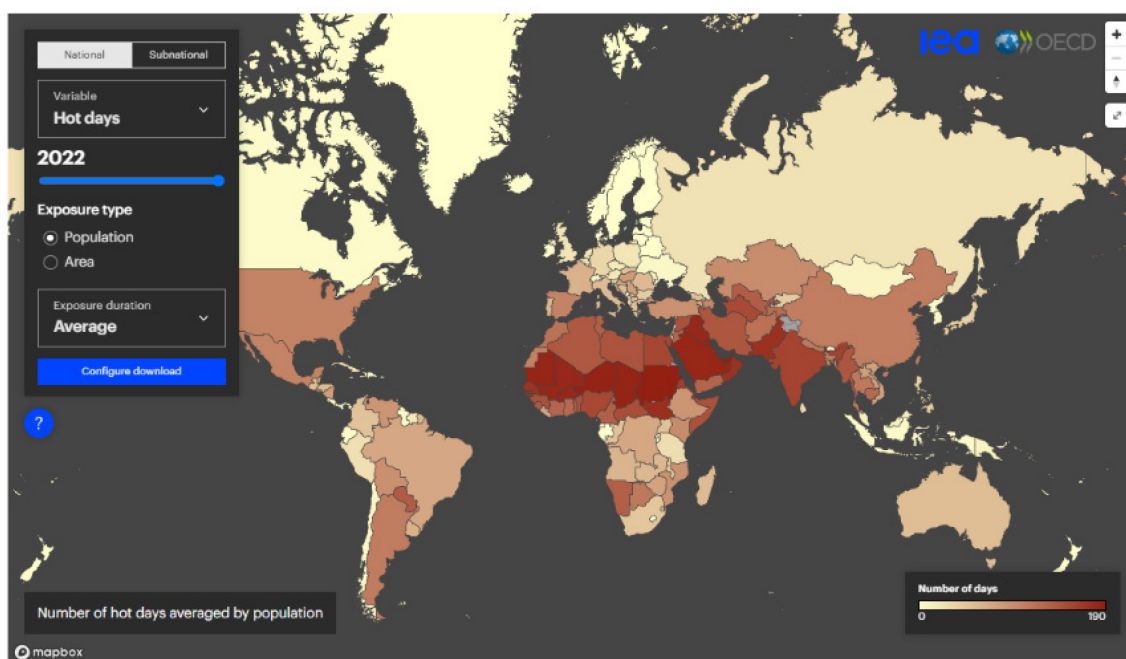 National Subnational
Variable
Hot days
2022
Exposure type
Population
Area
Exposure duration
Average
Configure download
?
iea OECD
+
Number of hot days averaged by population
Number of days
0 190
mapbox